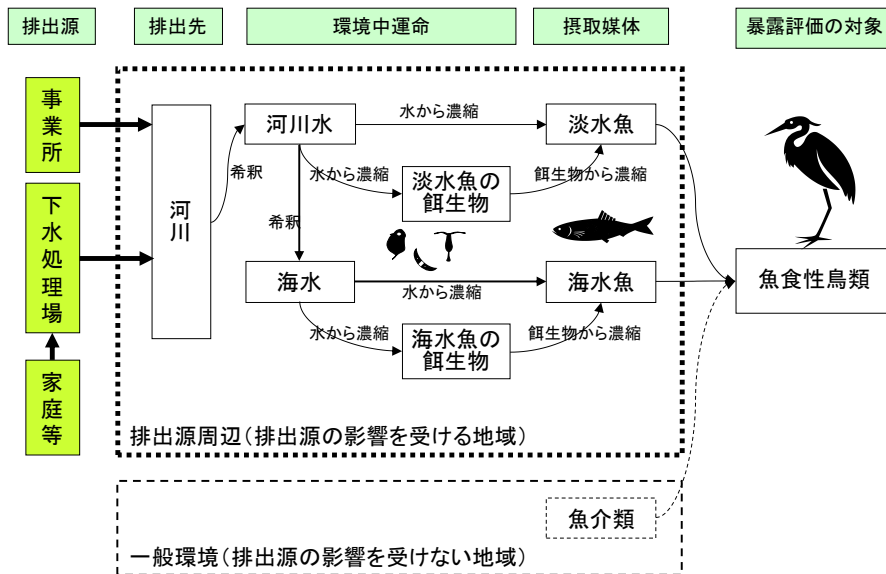 排出源
排出先
環境中運命
摂取媒体
暴露評価の対象
事業所
下水処理場
家庭等
河川
希釈
河川水
水から濃縮
淡水魚
水から濃縮
淡水魚の
餌生物
餌生物から濃縮
希釈
海水
水から濃縮
海水魚
水から濃縮
海水魚の
餌生物
餌生物から濃縮
魚食性鳥類
排出源周辺(排出源の影響を受ける地域)
魚介類
一般環境(排出源の影響を受けない地域)